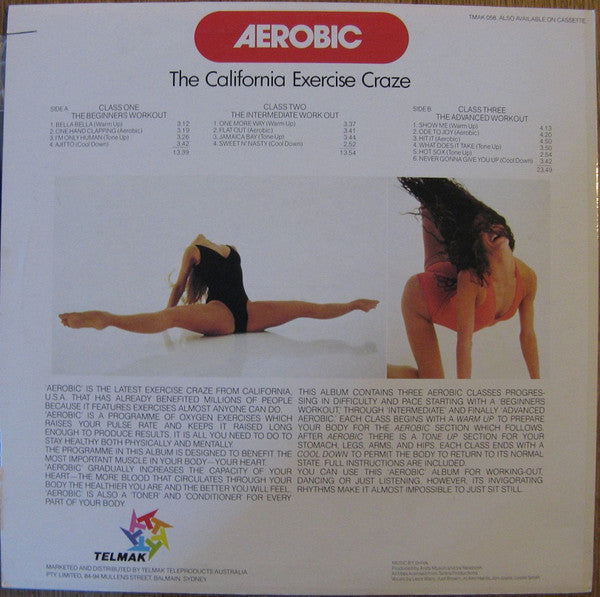 TMAK 056. ALSO AVAILABLE ON CASSETTE.
AEROBIC
The California Exercise Craze
SIDE A
CLASS ONE
THE BEGINNERS WORKOUT
1. BELLA RELLA (Warm Up) 3.12
2. ONE HAND CLAPPING (Aerobic) 3.19
3. I'M ONLY HUMAN (Tone Up) 3.26
4. AJITTO (Cool Down) 3.42
13.39
CLASS TWO
THE INTERMEDIATE WORK OUT
1. ONE MORE WAY (Warm Up) 3.37
2. FLAT OUT (Aerobic) 3.41
3. JAMAICA BAY (Tone Up) 3.44
4. SWEET N' NASTY (Cool Down) 2.52
13.54
SIDE B
CLASS THREE
THE ADVANCED WORKOUT
1. SHOW ME (Warm Up) 4.13
2. ODE TO JOY (Aerobic) 4.20
3. HIT IT (Aerobic) 4.50
4. WHAT DOES IT TAKE (Tone Up) 3.50
5. HOT SOX (Tone Up) 2.54
6. NEVER GONNA GIVE YOU UP (Cool Down) 3.42
23.49
'AEROBIC' IS THE LATEST EXERCISE CRAZE FROM CALIFORNIA,
U.S.A. THAT HAS ALREADY BENEFITED MILLIONS OF PEOPLE
BECAUSE IT FEATURES EXERCISES ALMOST ANYONE CAN DO.
'AEROBIC' IS A PROGRAMME OF OXYGEN EXERCISES WHICH
RAISES YOUR PULSE RATE AND KEEPS IT RAISED LONG
ENOUGH TO PRODUCE RESULTS. IT IS ALL YOU NEED TO DO TO
STAY HEALTHY BOTH PHYSICALLY AND MENTALLY.
THE PROGRAMME IN THIS ALBUM IS DESIGNED TO BENEFIT THE
MOST IMPORTANT MUSCLE IN YOUR BODY – YOUR HEART.
'AEROBIC' GRADUALLY INCREASES THE CAPACITY OF YOUR
HEART – THE MORE BLOOD THAT CIRCULATES THROUGH YOUR
BODY THE HEALTHIER YOU ARE AND THE BETTER YOU WILL FEEL.
'AEROBIC' IS ALSO A 'TONER' AND 'CONDITIONER' FOR EVERY
PART OF YOUR BODY.
THIS ALBUM CONTAINS THREE AEROBIC CLASSES PROGRES-
SING IN DIFFICULTY AND PACE STARTING WITH A 'BEGINNERS
WORKOUT', THROUGH 'INTERMEDIATE' AND FINALLY 'ADVANCED
AEROBIC'. EACH CLASS BEGINS WITH A WARM UP TO PREPARE
YOUR BODY FOR THE AEROBIC SECTION WHICH FOLLOWS.
AFTER AEROBIC THERE IS A TONE UP SECTION FOR YOUR
STOMACH, LEGS, ARMS, AND HIPS. EACH CLASS ENDS WITH A
COOL DOWN TO PERMIT THE BODY TO RETURN TO ITS NORMAL
STATE. FULL INSTRUCTIONS ARE INCLUDED.
YOU CAN USE THIS 'AEROBIC' ALBUM FOR WORKING-OUT,
DANCING OR JUST LISTENING. HOWEVER, ITS INVIGORATING
RHYTHMS MAKE IT ALMOST IMPOSSIBLE TO JUST SIT STILL.
TELMAK
MARKETED AND DISTRIBUTED BY TELMAK TELEPRODUCTS AUSTRALIA
PTY. LIMITED, 84-94 MULLENS STREET, BALMAIN. SYDNEY
MUSIC BY SHIVA